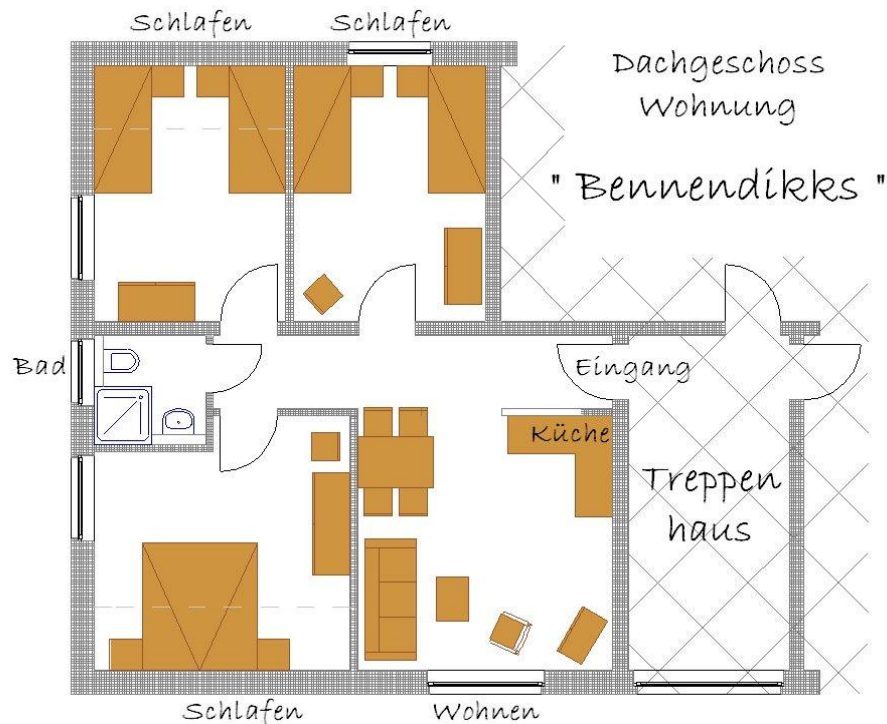 Schlafen
Schlafen
Dachgeschoss
Wohnung
" Bennendikks "
Bad
Eingang
Küche
Treppen
haus
Schlafen
Wohnen